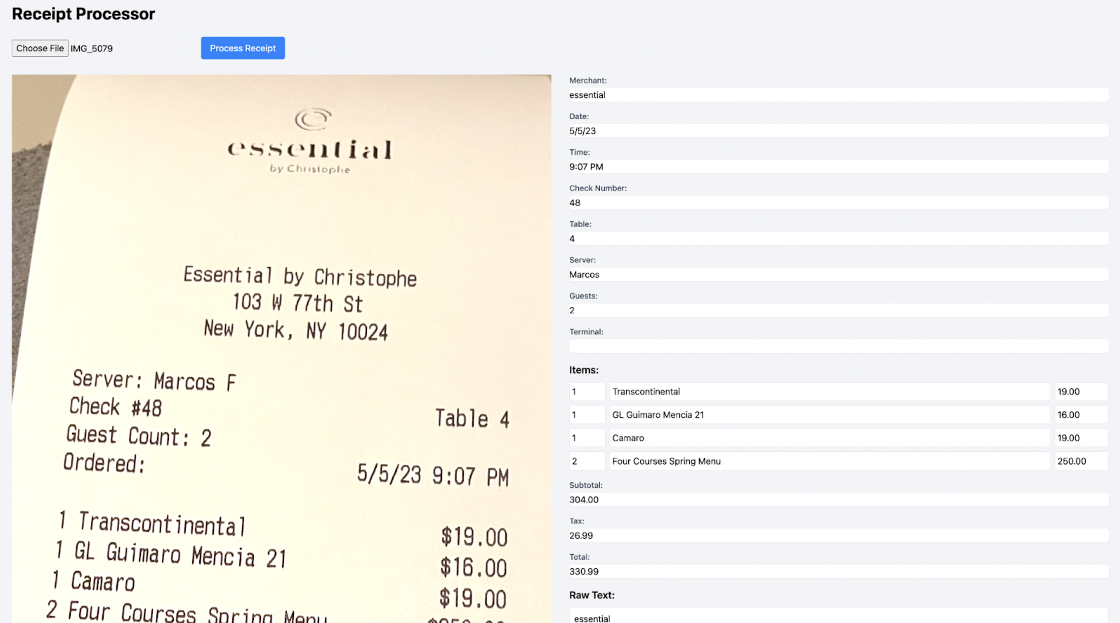 Receipt Processor
Choose File IMG_5079
Process Receipt
essential
by Christophe
Essential by Christophe
103 W 77th St
New York, NY 10024
Server: Marcos F
Check #48
Table 4
Guest Count: 2
Ordered:
5/5/23 9:07 PM
1 Transcontinental $19.00
1 GL Guimaro Mencia 21 $16.00
1 Camaro $19.00
2 Four Courses Spring Menu
Merchant:
essential
Date:
5/5/23
Time:
9:07 PM
Check Number:
48
Table:
4
Server:
Marcos
Guests:
2
Terminal:
Items:
1 Transcontinental 19.00
1 GL Guimaro Mencia 21 16.00
1 Camaro 19.00
2 Four Courses Spring Menu 250.00
Subtotal:
304.00
Tax:
26.99
Total:
330.99
Raw Text:
essential